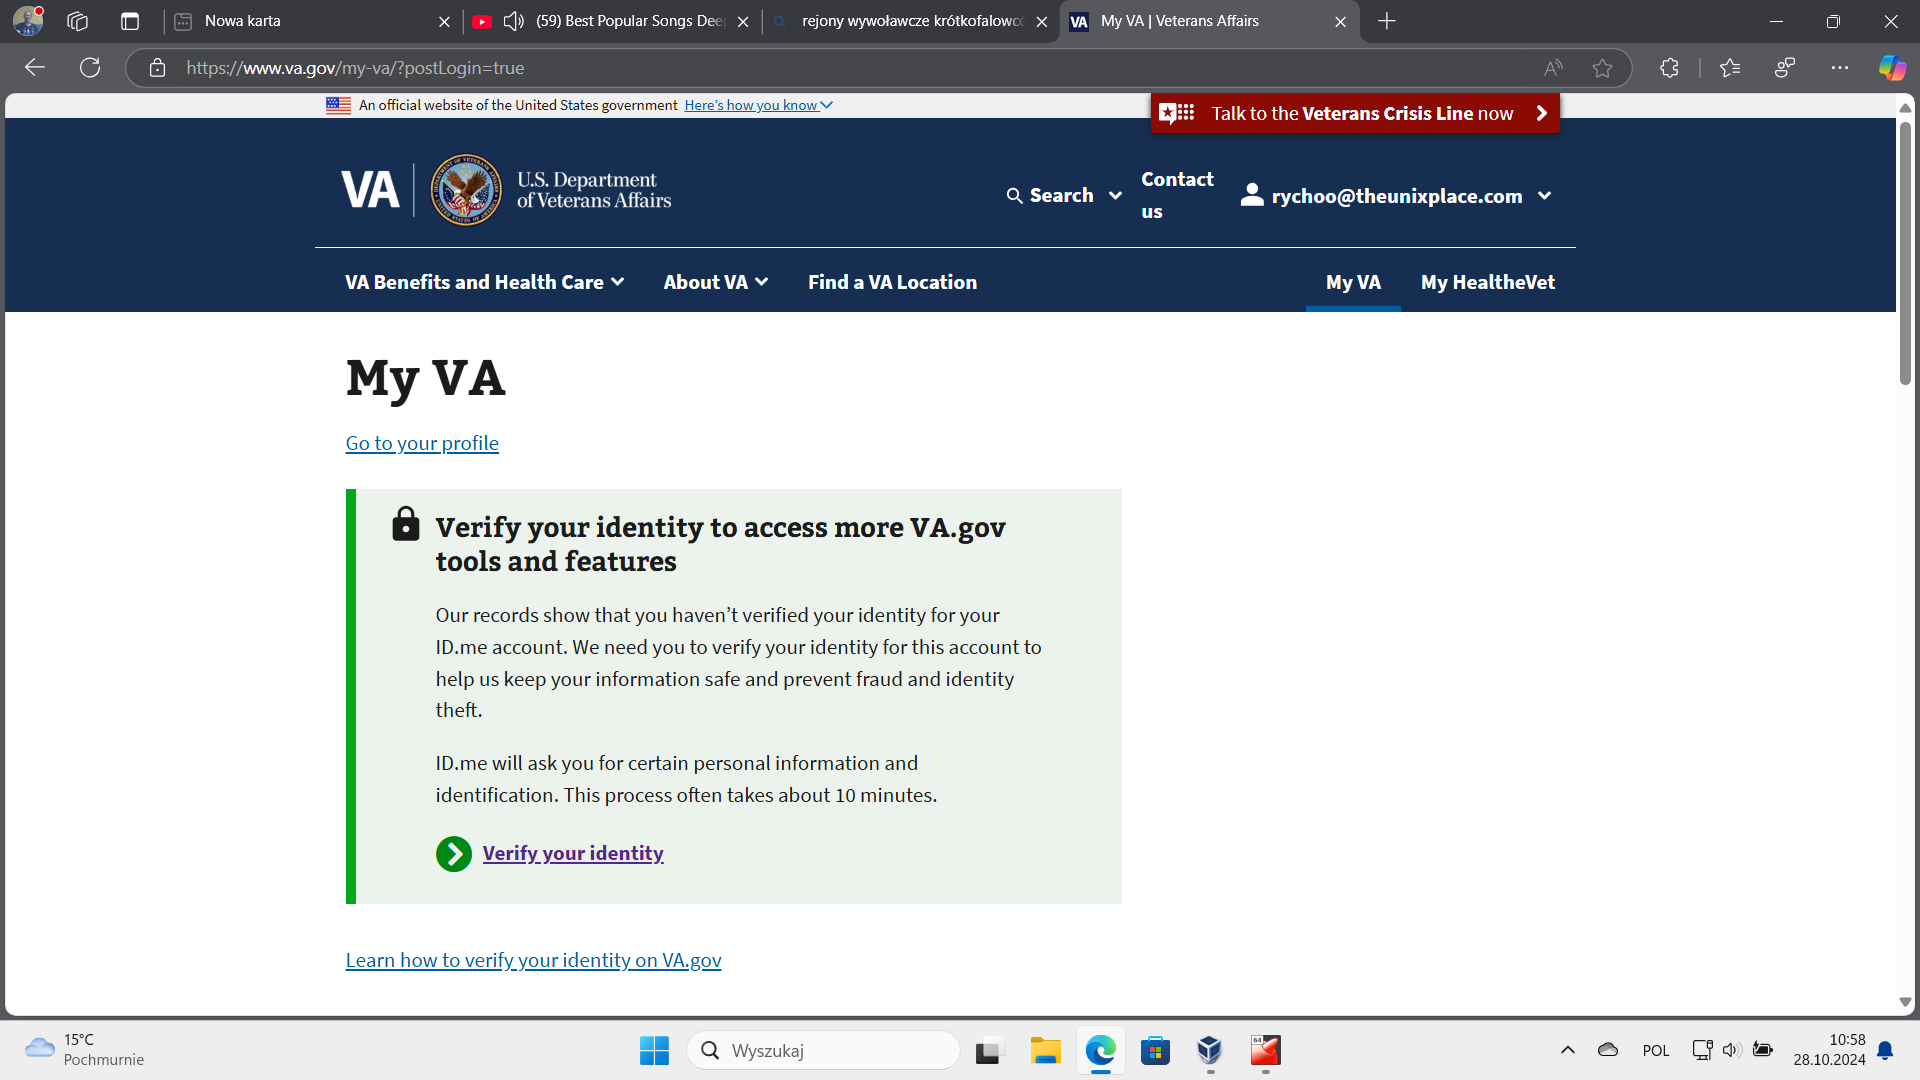 Nowa karta
(59) Best Popular Songs Dee
rejony wywoławcze krótkofalowc
VA
My VA | Veterans Affairs
https://www.va.gov/my-va/?postLogin=true
An official website of the United States government Here's how you know
Talk to the Veterans Crisis Line now
VA
U.S. Department
of Veterans Affairs
Search
Contact
us
rychoo@theunixplace.com
VA Benefits and Health Care
About VA
Find a VA Location
My VA
My HealtheVet
My VA
Go to your profile
Verify your identity to access more VA.gov
tools and features
Our records show that you haven’t verified your identity for your
ID.me account. We need you to verify your identity for this account to
help us keep your information safe and prevent fraud and identity
theft.
ID.me will ask you for certain personal information and
identification. This process often takes about 10 minutes.
Verify your identity
Learn how to verify your identity on VA.gov
15°C
Pochmurnie
Wyszukaj
64
POL
10:58
28.10.2024